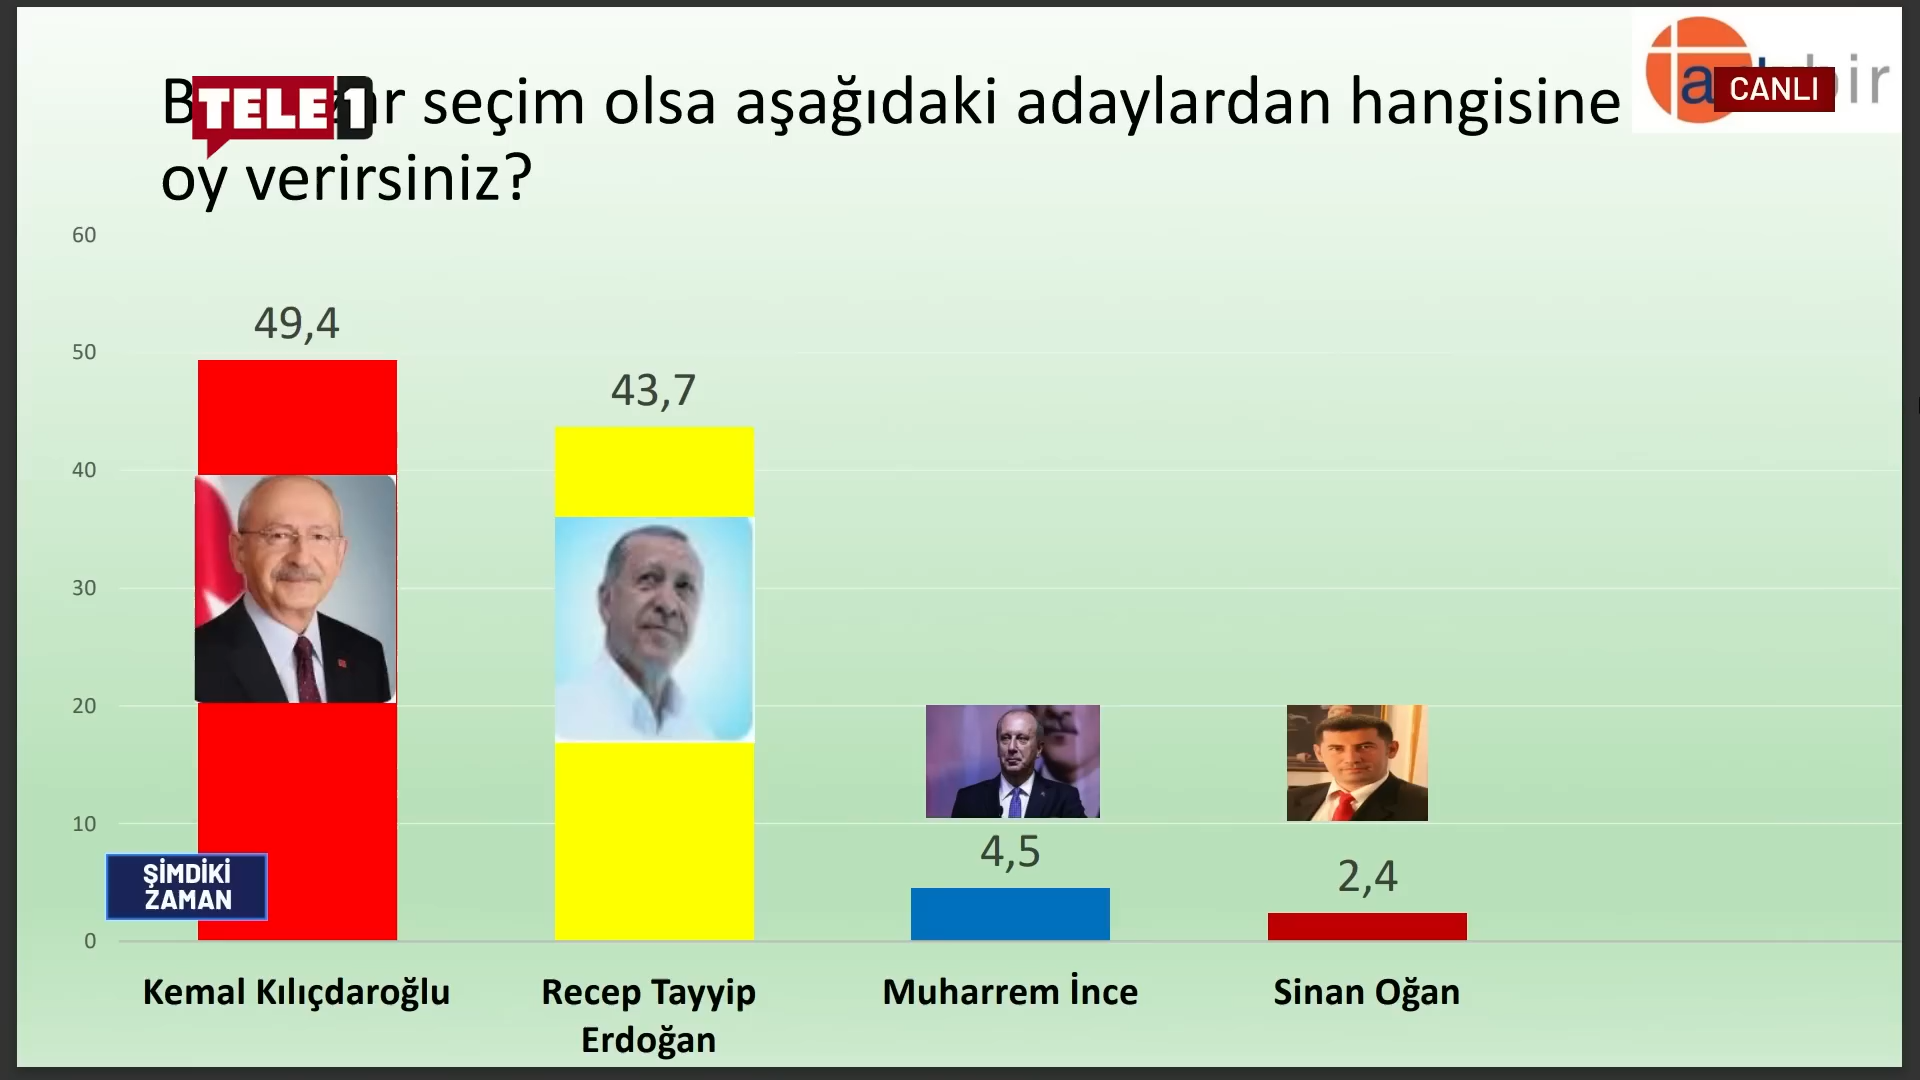 TELE1
seçim olsa aşağıdaki adaylardan hangisine
oy verirsiniz?
CANLI
60
50
40
30
20
10
0
49,4
43,7
4,5
2,4
ŞİMDİKİ
ZAMAN
Kemal Kılıçdaroğlu
Recep Tayyip
Erdoğan
Muharrem İnce
Sinan Oğan